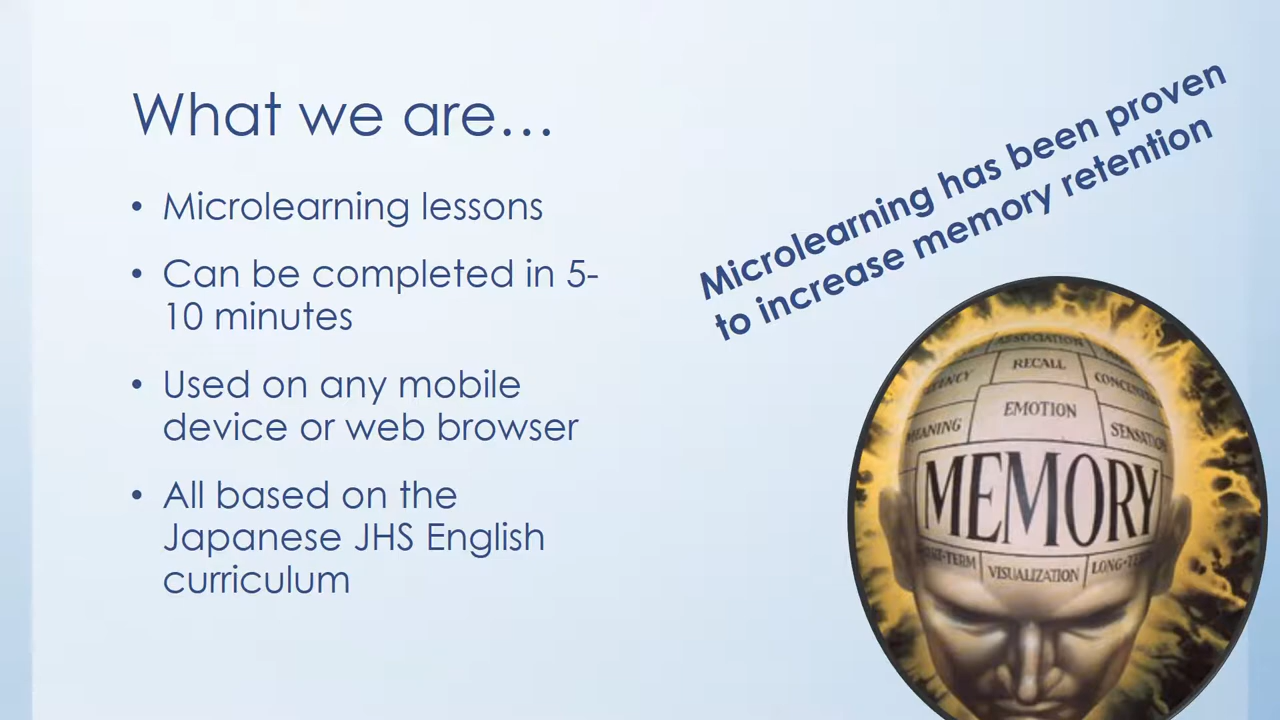 What we are...
• Microlearning lessons
• Can be completed in 5-
10 minutes
• Used on any mobile
device or web browser
• All based on the
Japanese JHS English
curriculum
Microlearning has been proven
to increase memory retention
ASSOCIATION
RECALL
EMOTION
MEANING
MEMORY
VISUALIZATION